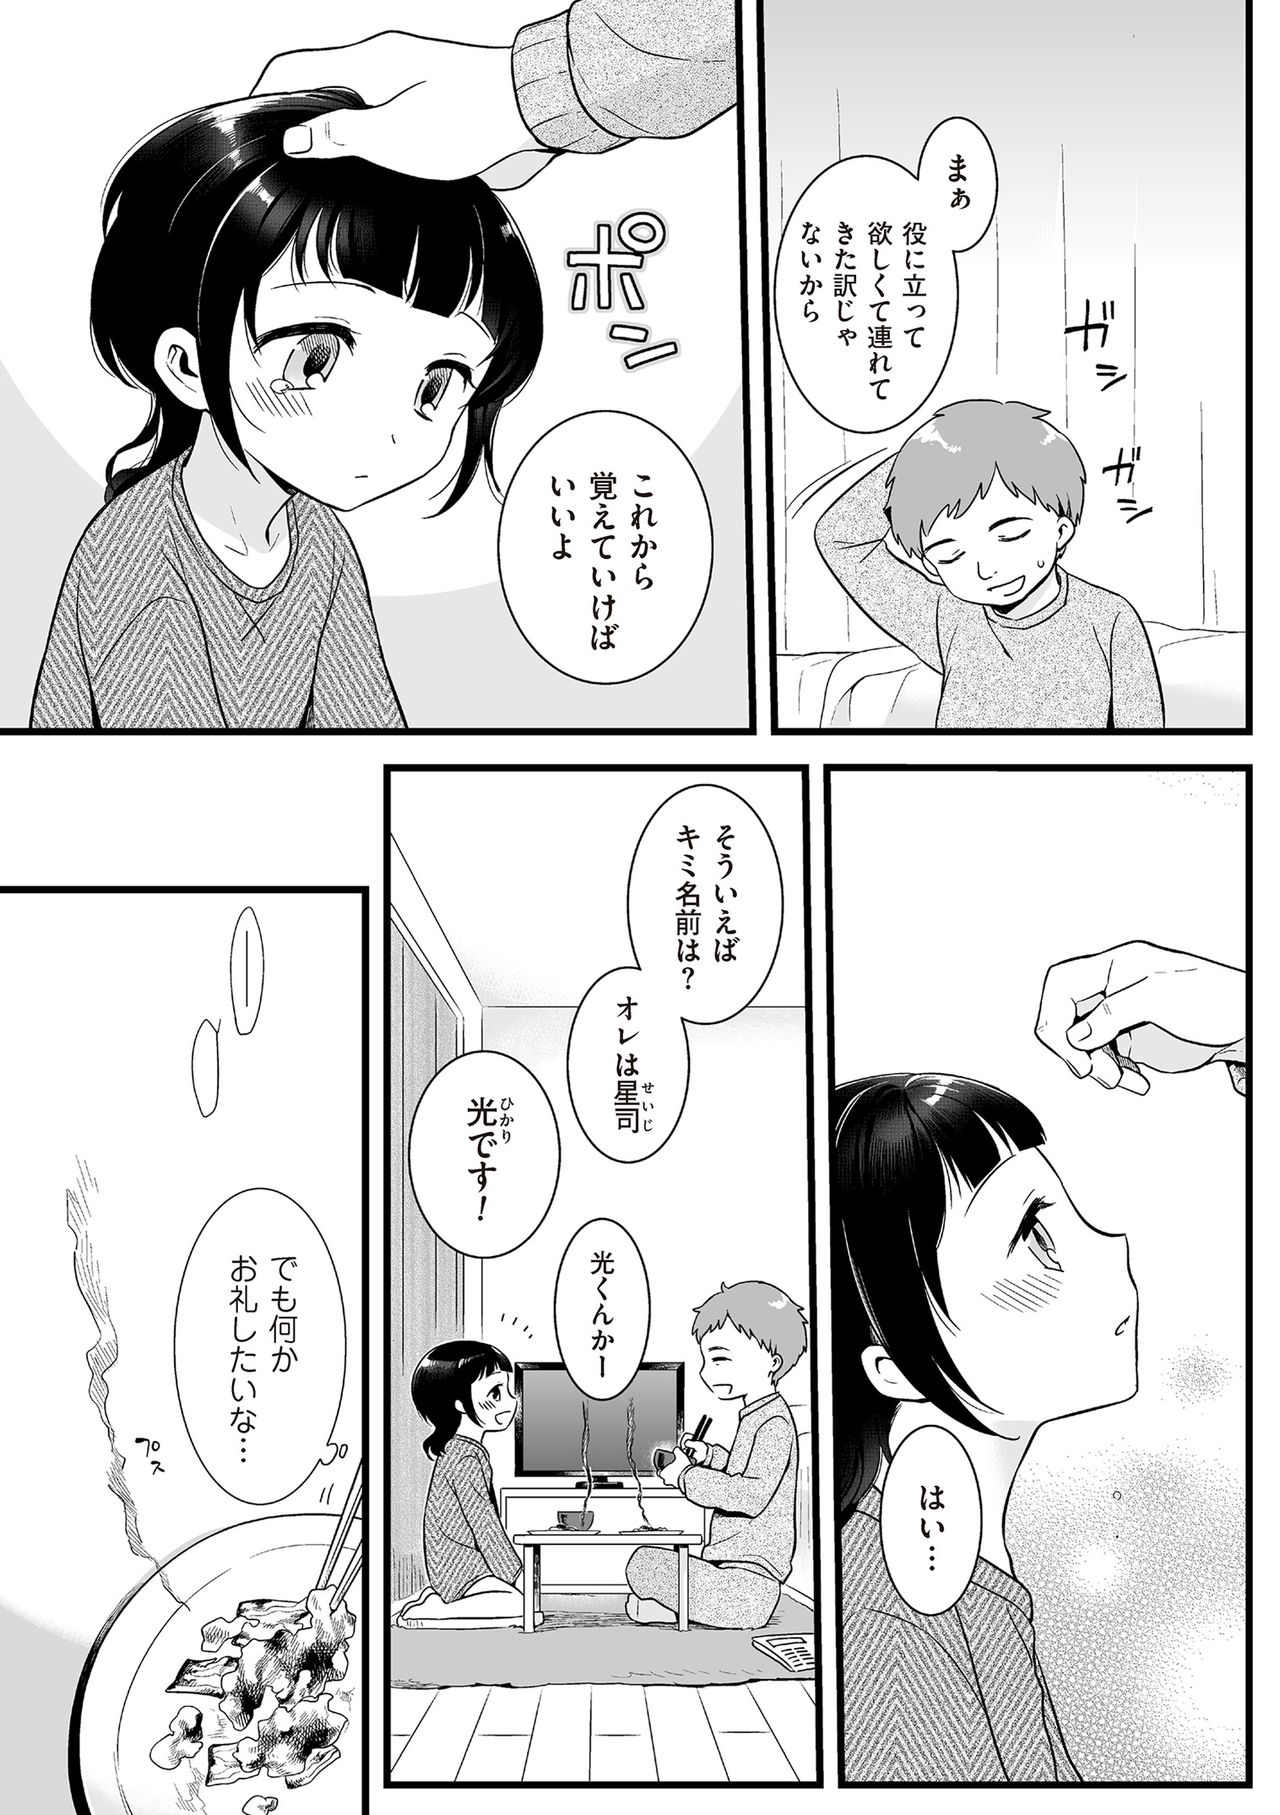 まぁ
役に立って
欲しくて連れて
きた訳じゃ
ないから
ガシ
ガシ
ポン
これから
覚えていけば
いいよ
はい…
そういえば
キミ名前は?
オレは星司
せいじ
光です!
ひかり
光くんかー
ー
でも何か
お礼したいな…
プス
プ